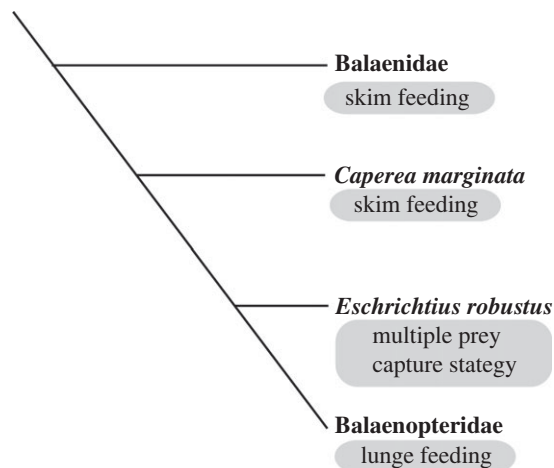 Balaenidae
skim feeding
Caperea marginata
skim feeding
Eschrichtius robustus
multiple prey
capture stategy
Balaenopteridae
lunge feeding